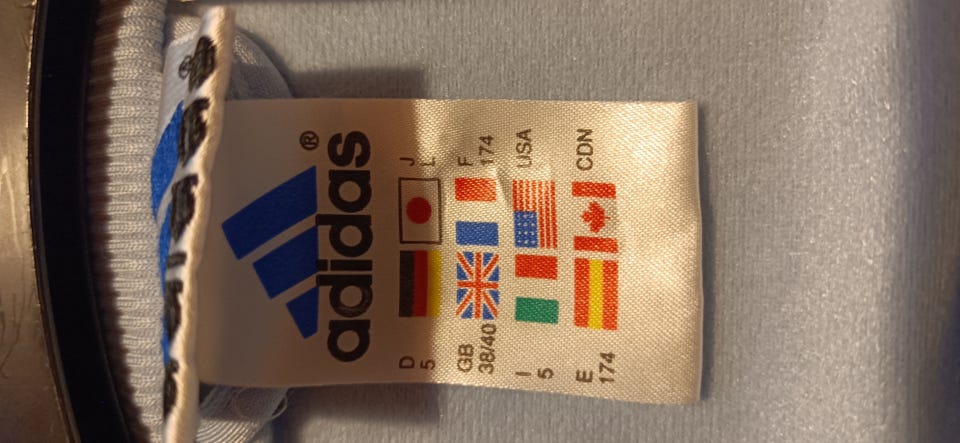 adidas®
D J
5 L
GB F
38/40 174
I USA
5
E CDN
174